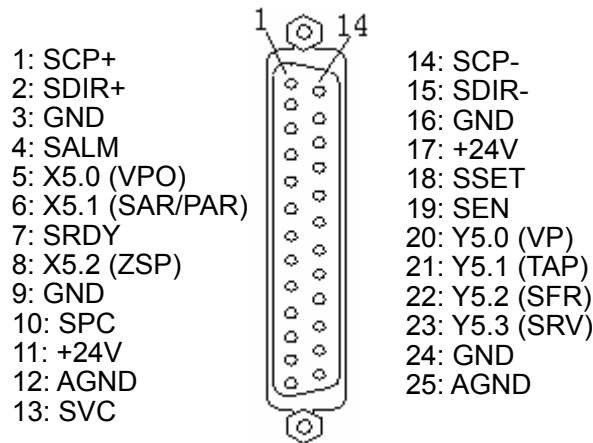 1 14
1: SCP+
2: SDIR+
3: GND
4: SALM
5: X5.0 (VPO)
6: X5.1 (SAR/PAR)
7: SRDY
8: X5.2 (ZSP)
9: GND
10: SPC
11: +24V
12: AGND
13: SVC
14: SCP-
15: SDIR-
16: GND
17: +24V
18: SSET
19: SEN
20: Y5.0 (VP)
21: Y5.1 (TAP)
22: Y5.2 (SFR)
23: Y5.3 (SRV)
24: GND
25: AGND